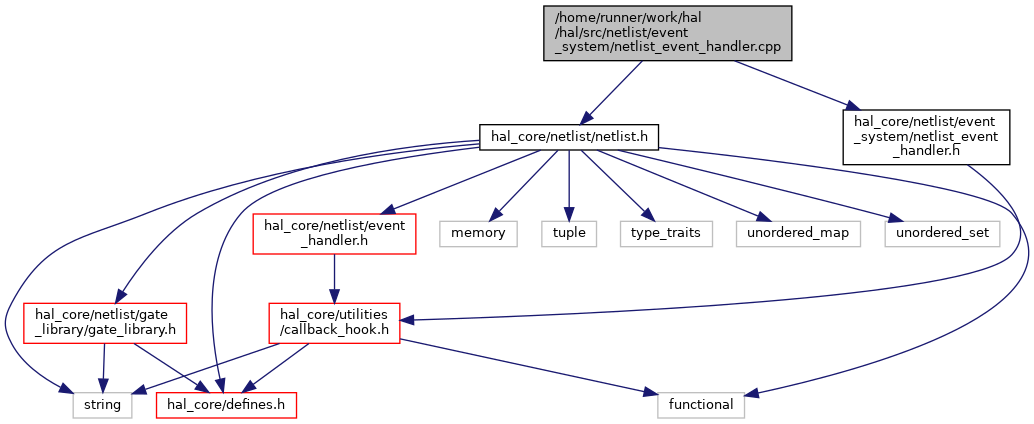 /home/runner/work/hal
/hal/src/netlist/event
_system/netlist_event_handler.cpp
hal_core/netlist/netlist.h
hal_core/netlist/event
_system/netlist_event
_handler.h
hal_core/netlist/event
_handler.h
memory
tuple
type_traits
unordered_map
unordered_set
hal_core/netlist/gate
_library/gate_library.h
hal_core/utilities
/callback_hook.h
string
hal_core/defines.h
functional